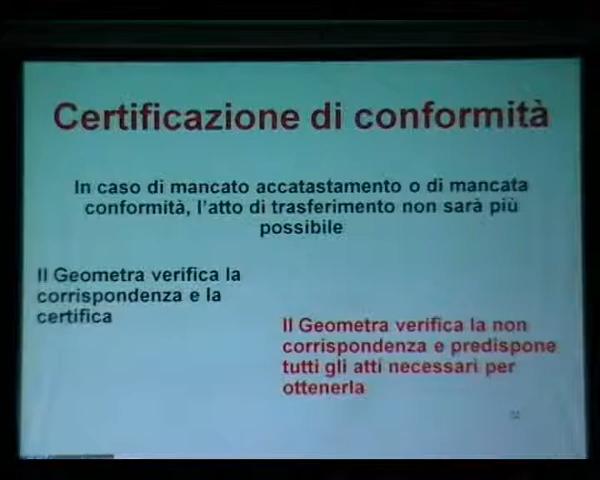 Certificazione di conformità
In caso di mancato accatastamento o di mancata
conformità, l'atto di trasferimento non sarà più
possibile
Il Geometra verifica la
corrispondenza e la
certifica
Il Geometra verifica la non
corrispondenza e predispone
tutti gli atti necessari per
ottenerla